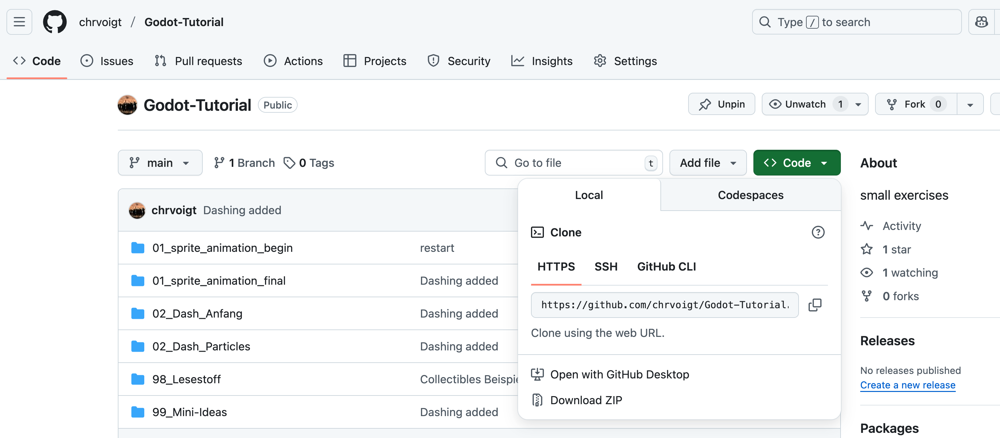 chrvoigt / Godot-Tutorial
Type / to search
Code Issues Pull requests Actions Projects Security Insights Settings
Godot-Tutorial Public
Unpin Unwatch 1 Fork 0
main 1 Branch 0 Tags
Go to file t Add file Code
Local Codespaces
Clone
HTTPS SSH GitHub CLI
https://github.com/chrvoigt/Godot-Tutorial.
Clone using the web URL.
Open with GitHub Desktop
Download ZIP
chrvoigt Dashing added
01_sprite_animation_begin restart
01_sprite_animation_final Dashing added
02_Dash_Anfang Dashing added
02_Dash_Particles Dashing added
98_Lesestoff Collectibles
99_Mini-Ideas Dashing added
About
small exercises
Activity
1 star
1 watching
0 forks
Releases
No releases published
Create a new release
Packages